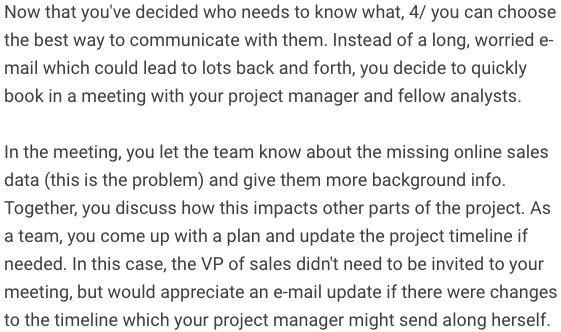 Now that you've decided who needs to know what, 4/ you can choose
the best way to communicate with them. Instead of a long, worried e-
mail which could lead to lots back and forth, you decide to quickly
book in a meeting with your project manager and fellow analysts.
In the meeting, you let the team know about the missing online sales
data (this is the problem) and give them more background info.
Together, you discuss how this impacts other parts of the project. As
a team, you come up with a plan and update the project timeline if
needed. In this case, the VP of sales didn't need to be invited to your
meeting, but would appreciate an e-mail update if there were changes
to the timeline which your project manager might send along herself.